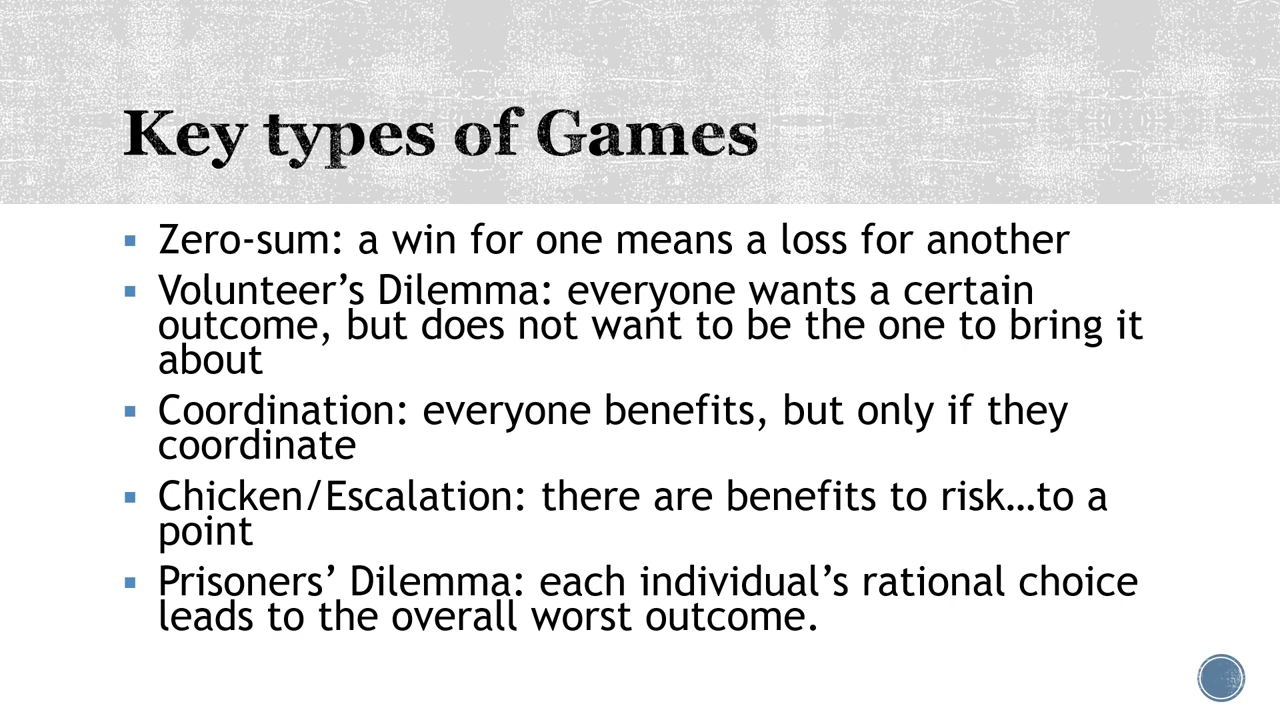 Key types of Games
▪ Zero-sum: a win for one means a loss for another
▪ Volunteer’s Dilemma: everyone wants a certain
outcome, but does not want to be the one to bring it
about
▪ Coordination: everyone benefits, but only if they
coordinate
▪ Chicken/Escalation: there are benefits to risk…to a
point
▪ Prisoners’ Dilemma: each individual’s rational choice
leads to the overall worst outcome.